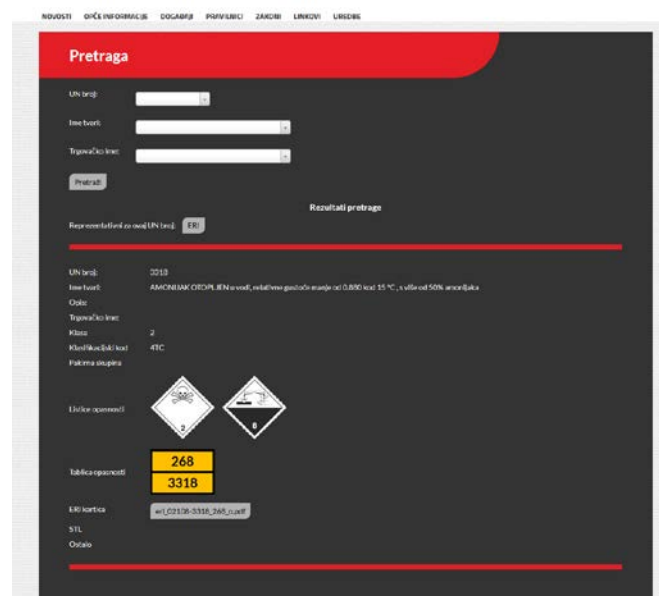 NOVOSTI OPĆE INFORMACIJE DOGAĐAJI PRAVILNICI ZAKONI LINKOVI UREDBE
Pretraga
UN broj:
Ime tvari:
Trgovačko ime:
Pretraži
Rezultati pretrage
Reprezentativni za ovaj UN broj: ERI
UN broj: 3318
Ime tvari: AMONIJAK OTOPLJEN u vodi, relativne gustoće manje od 0.880 kod 15 °C , s više od 50% amonijaka
Opis:
Trgovačko ime:
Klasa 2
Klasifikacijski kod 4TC
Pakirna skupina
Listice opasnosti 2 8
Tablica opasnosti 268
3318
ERI kartica
STL
Ostalo